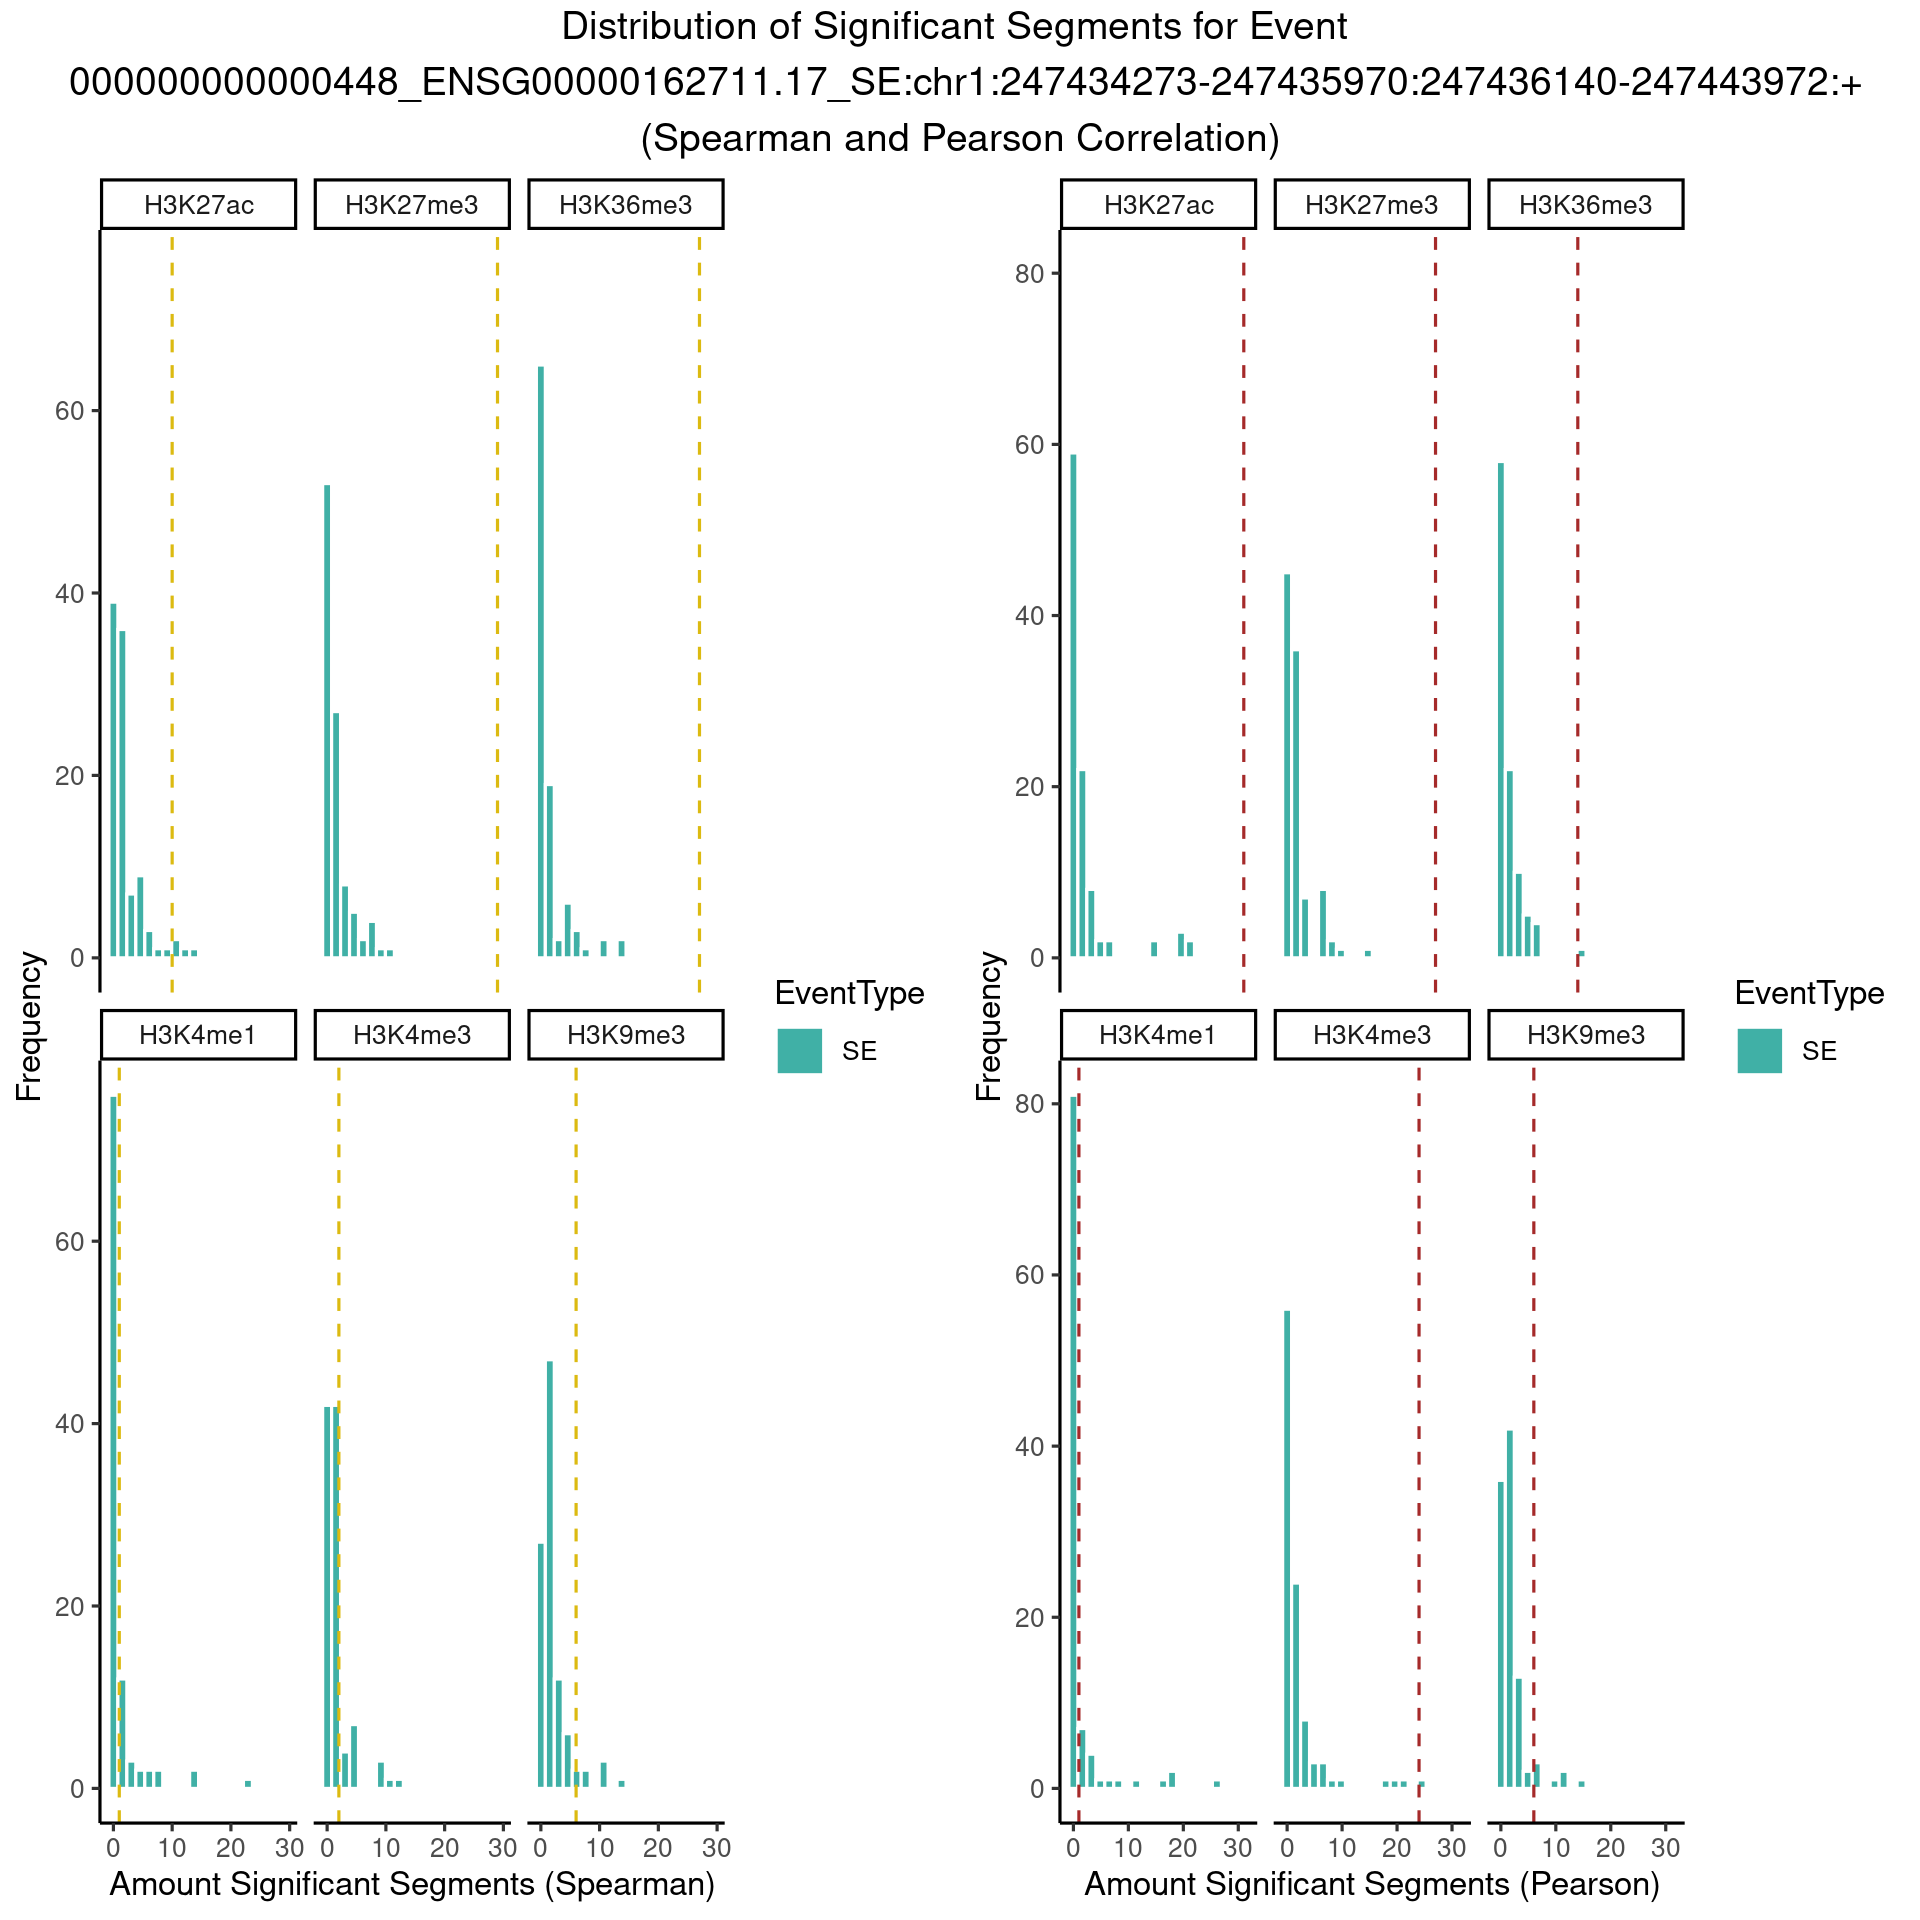 Distribution of Significant Segments for Event
000000000000448_ENSG00000162711.17_SE:chr1:247434273-247435970:247436140-247443972:+
(Spearman and Pearson Correlation)
H3K27ac H3K27me3 H3K36me3
60
40
20
0
H3K4me1 H3K4me3 H3K9me3
60
40
20
0
0 10 20 30 0 10 20 30 0 10 20 30
Frequency
Amount Significant Segments (Spearman)
EventType
SE
H3K27ac H3K27me3 H3K36me3
80
60
40
20
0
H3K4me1 H3K4me3 H3K9me3
80
60
40
20
0
0 10 20 30 0 10 20 30 0 10 20 30
Frequency
Amount Significant Segments (Pearson)
EventType
SE